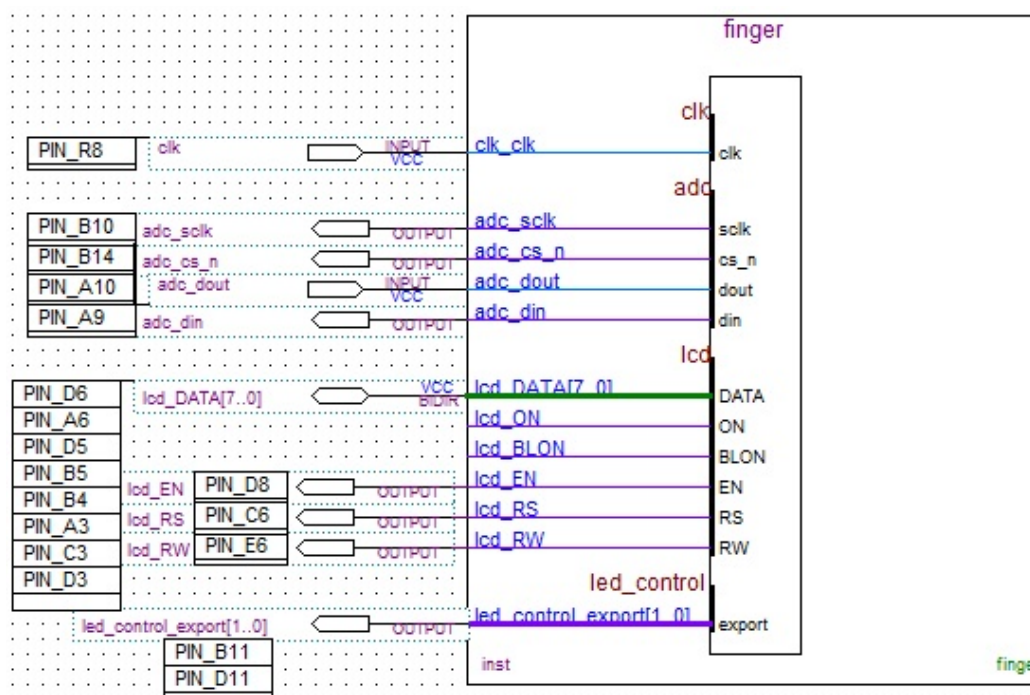 finger
clk
PIN_R8 clk INPUT VCC clk_clk clk
adc
PIN_B10 adc_sclk OUTPUT adc_sclk sclk
PIN_B14 adc_cs_n OUTPUT adc_cs_n cs_n
PIN_A10 adc_dout INPUT VCC adc_dout dout
PIN_A9 adc_din OUTPUT adc_din din
lcd
PIN_D6 lcd_DATA[7..0] VCC BIDIR lcd_DATA[7..0] DATA
PIN_A6 lcd_ON ON
PIN_D5 lcd_BLON BLON
PIN_B5
PIN_B4 lcd_EN PIN_D8 OUTPUT lcd_EN EN
PIN_A3 lcd_RS PIN_C6 OUTPUT lcd_RS RS
PIN_C3 lcd_RW PIN_E6 OUTPUT lcd_RW RW
PIN_D3
led_control
led_control_export[1..0] OUTPUT led_control_export[1..0] export
PIN_B11
PIN_D11
inst finge